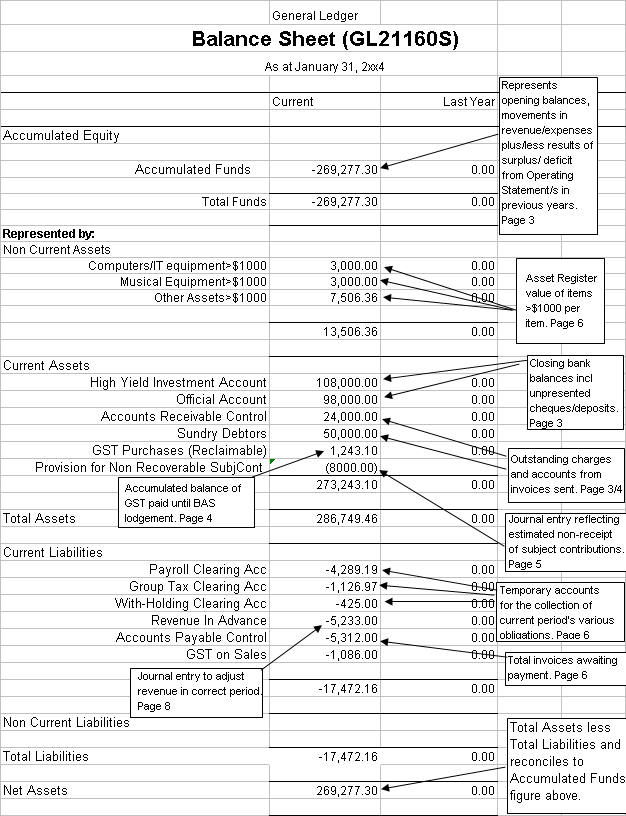 General Ledger
Balance Sheet (GL21160S)
As at January 31, 2xx4
Current Last Year
Represents
opening balances,
movements in
revenue/expenses
plus/less results of
surplus/ deficit
from Operating
Statement/s in
previous years.
Page 3
Accumulated Equity
Accumulated Funds -269,277.30 0.00
Total Funds -269,277.30 0.00
Represented by:
Non Current Assets
Computers/IT equipment>$1000 3,000.00 0.00
Musical Equipment>$1000 3,000.00 0.00
Other Assets>$1000 7,506.36 0.00
13,506.36 0.00
Asset Register
value of items
>$1000 per
item. Page 6
Current Assets
High Yield Investment Account 108,000.00 0.00
Official Account 98,000.00 0.00
Accounts Receivable Control 24,000.00 0.00
Sundry Debtors 50,000.00 0.00
GST Purchases (Reclaimable) 1,243.10 0.00
Provision for Non Recoverable SubjCont (8000.00) 0.00
273,243.10 0.00
Closing bank
balances incl
unpresented
cheques/deposits.
Page 3
Outstanding charges
and accounts from
invoices sent. Page 3/4
Accumulated balance of
GST paid until BAS
lodgement. Page 4
Total Assets 286,749.46 0.00
Journal entry reflecting
estimated non-receipt
of subject contributions.
Page 5
Current Liabilities
Payroll Clearing Acc -4,289.19 0.00
Group Tax Clearing Acc -1,126.97 0.00
With-Holding Clearing Acc -425.00 0.00
Revenue In Advance -5,233.00 0.00
Accounts Payable Control -5,312.00 0.00
GST on Sales -1,086.00 0.00
-17,472.16 0.00
Temporary accounts
for the collection of
current period's various
obligations. Page 6
Total invoices awaiting
payment. Page 6
Journal entry to adjust
revenue in correct period.
Page 8
Non Current Liabilities
Total Liabilities -17,472.16 0.00
Net Assets 269,277.30 0.00
Total Assets less
Total Liabilities and
reconciles to
Accumulated Funds
figure above.